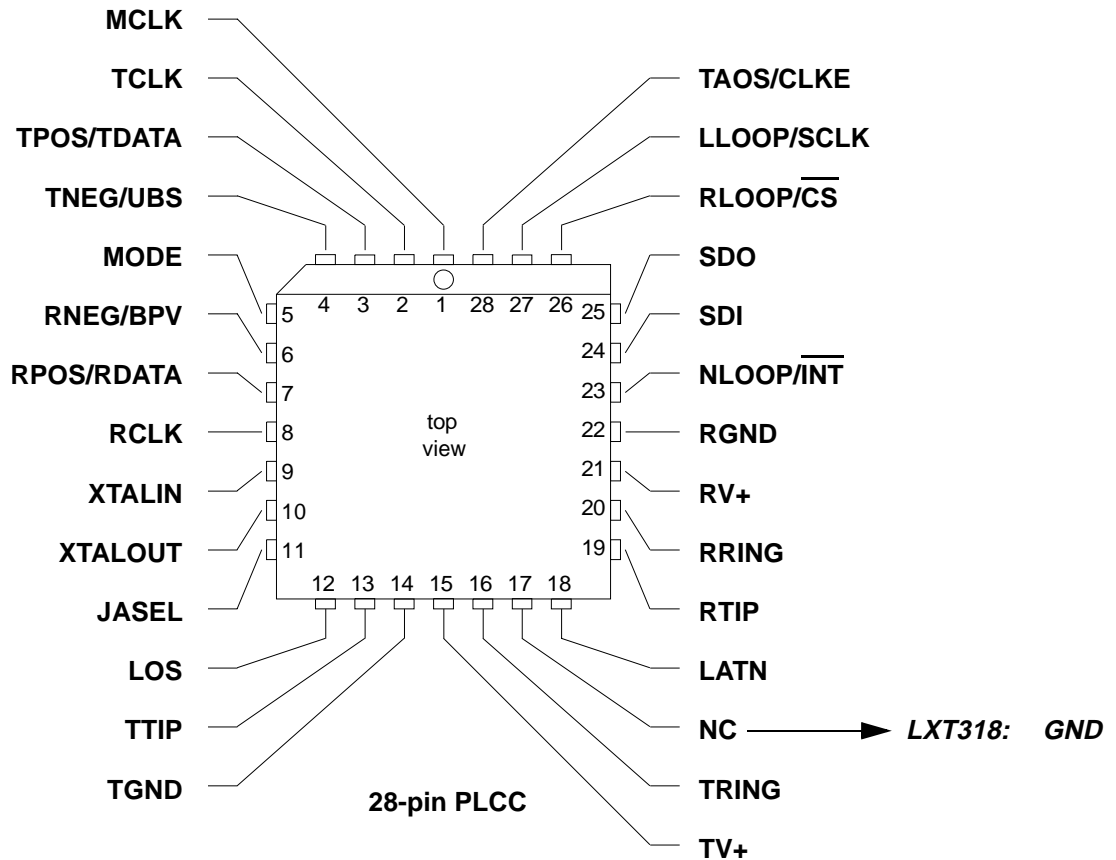 MCLK
TCLK
TPOS/TDATA
TNEG/UBS
MODE
RNEG/BPV
RPOS/RDATA
RCLK
XTALIN
XTALOUT
JASEL
LOS
TTIP
TGND
TAOS/CLKE
LLOOP/SCLK
RLOOP/C̅S̅
SDO
SDI
NLOOP/I̅N̅T̅
RGND
RV+
RRING
RTIP
LATN
NC
LXT318: GND
TRING
TV+
4 3 2 1 28 27 26
5
6
7
8
9
10
11
12 13 14 15 16 17 18
25
24
23
22
21
20
19
top
view
28-pin PLCC